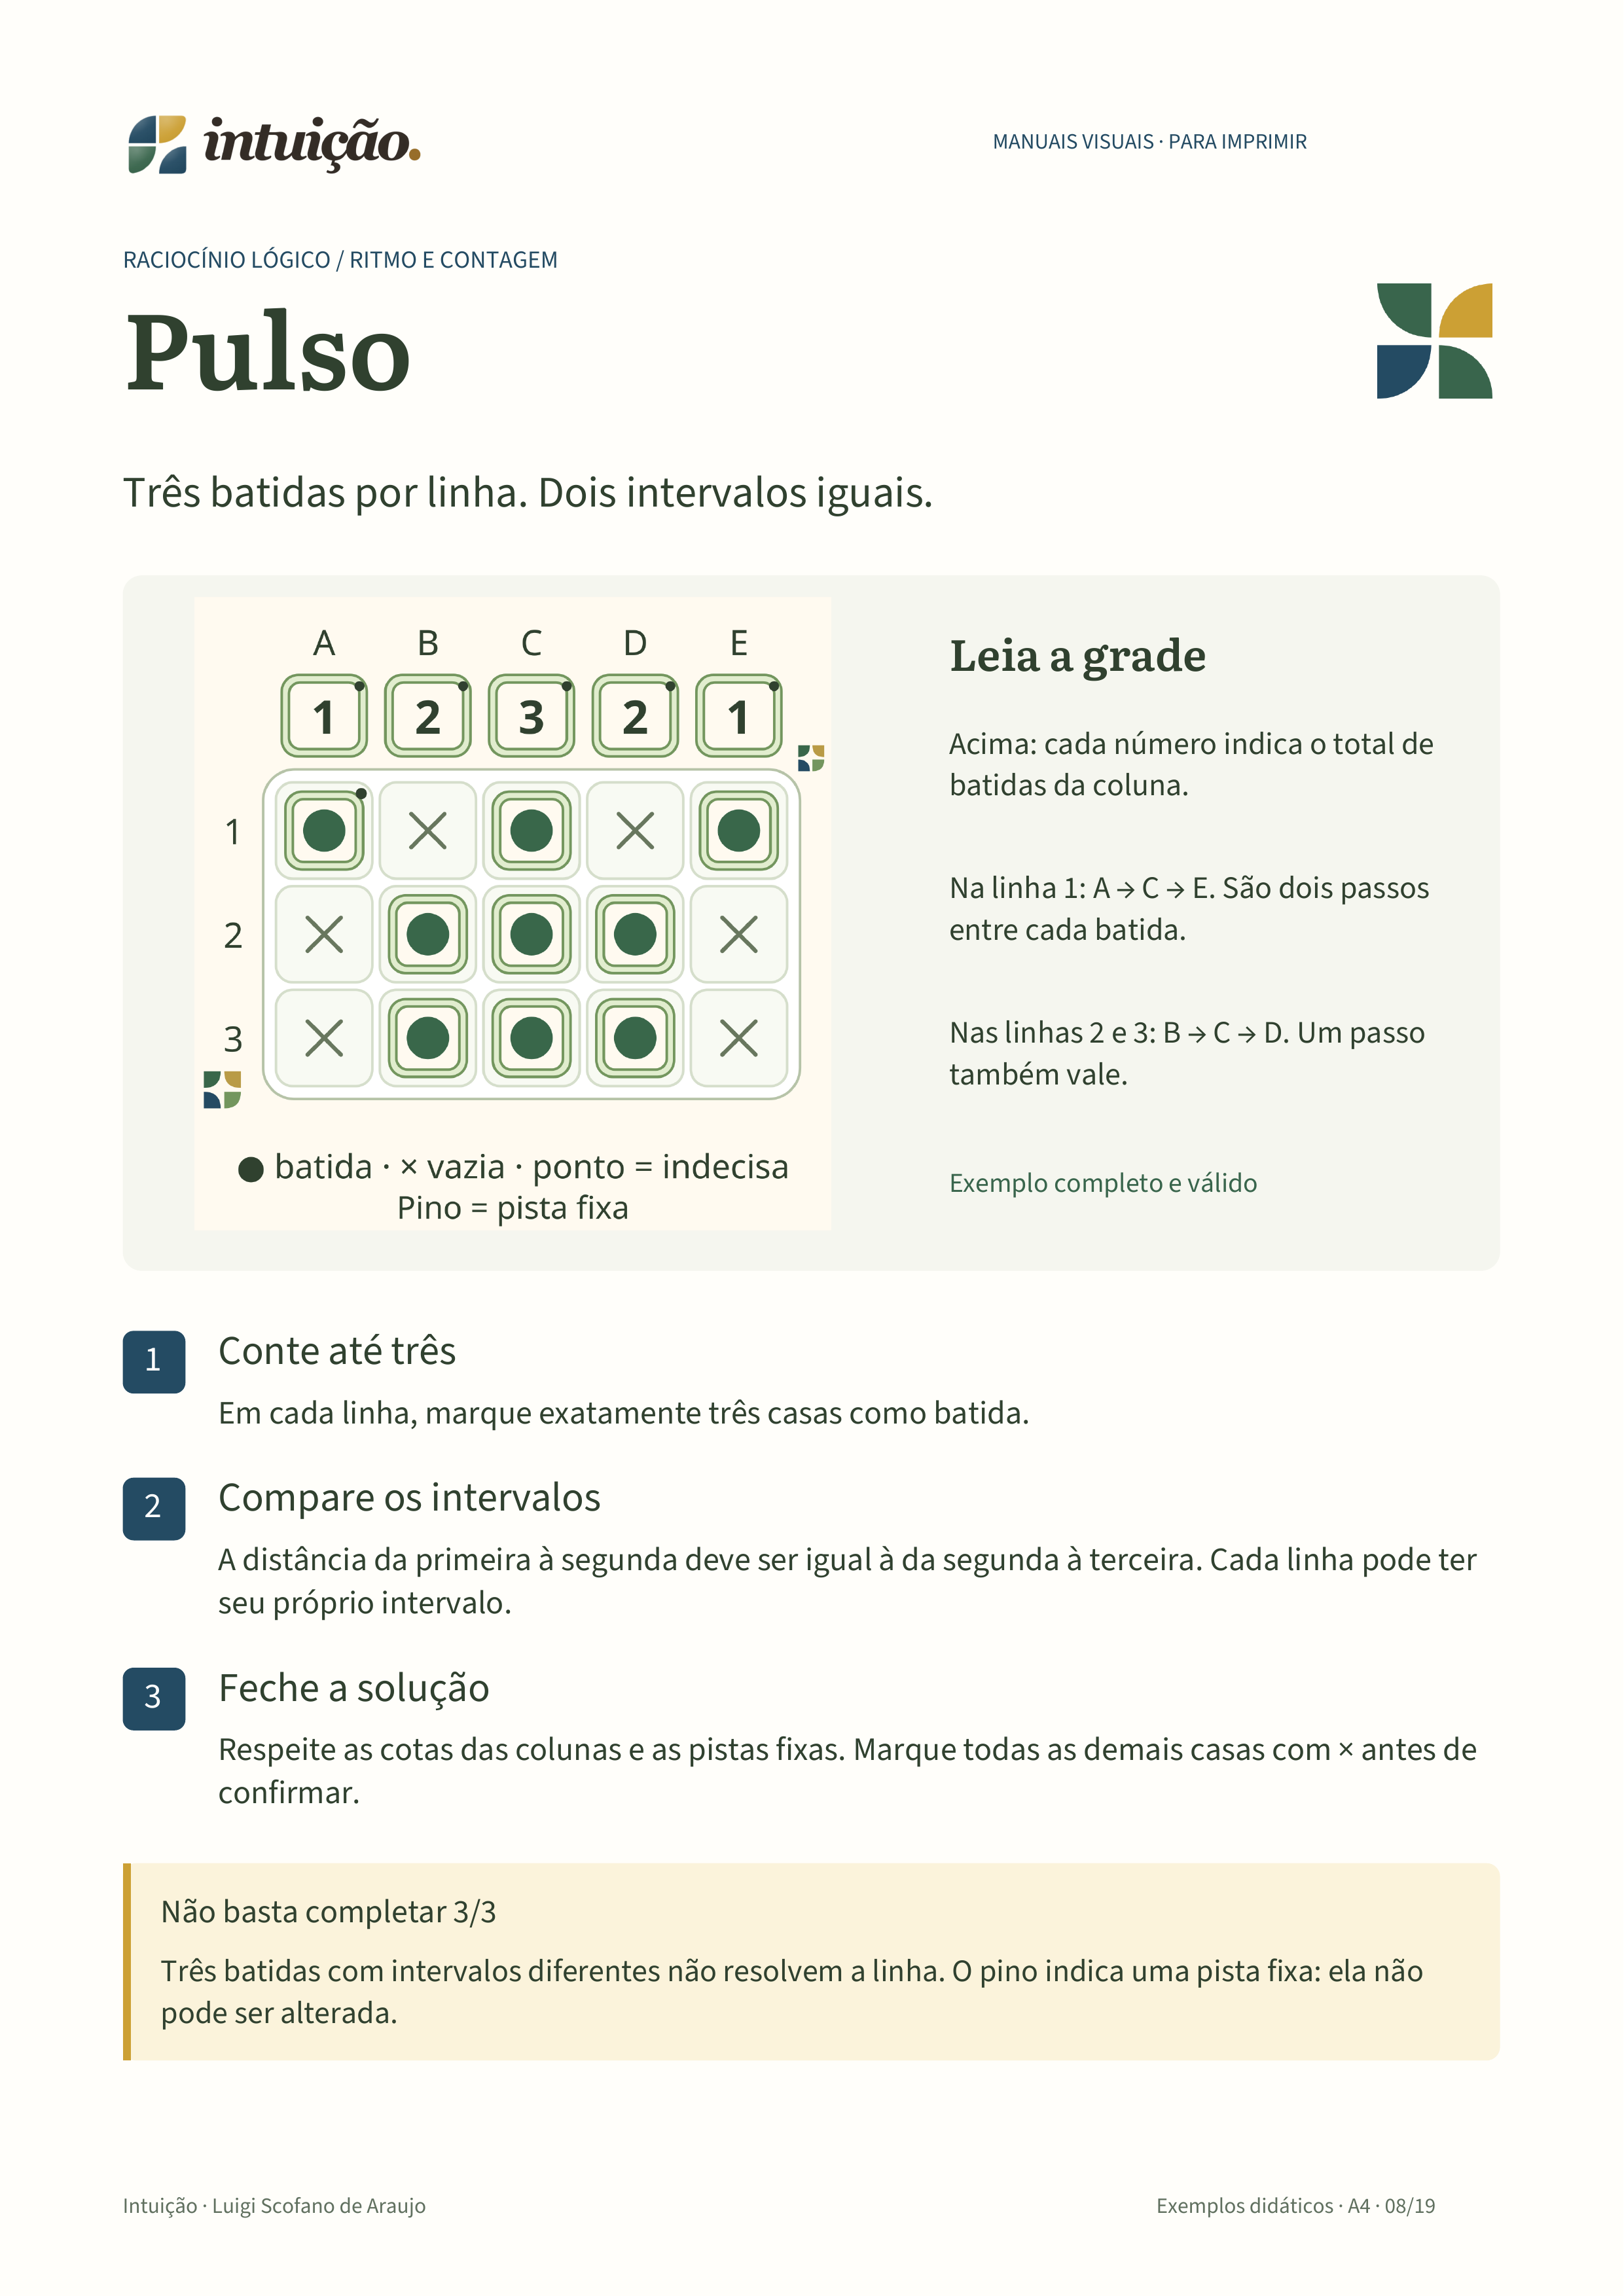 intuição.
MANUAIS VISUAIS · PARA IMPRIMIR
RACIOCÍNIO LÓGICO / RITMO E CONTAGEM
Pulso
Três batidas por linha. Dois intervalos iguais.
A B C D E
1 2 3 2 1
1 × × 
2 × ×
3 × ×
● batida · × vazia · ponto = indecisa
Pino = pista fixa
Leia a grade
Acima: cada número indica o total de
batidas da coluna.
Na linha 1: A → C → E. São dois passos
entre cada batida.
Nas linhas 2 e 3: B → C → D. Um passo
também vale.
Exemplo completo e válido
1 Conte até três
Em cada linha, marque exatamente três casas como batida.
2 Compare os intervalos
A distância da primeira à segunda deve ser igual à da segunda à terceira. Cada linha pode ter
seu próprio intervalo.
3 Feche a solução
Respeite as cotas das colunas e as pistas fixas. Marque todas as demais casas com × antes de
confirmar.
Não basta completar 3/3
Três batidas com intervalos diferentes não resolvem a linha. O pino indica uma pista fixa: ela não
pode ser alterada.
Intuição · Luigi Scofano de Araujo
Exemplos didáticos · A4 · 08/19